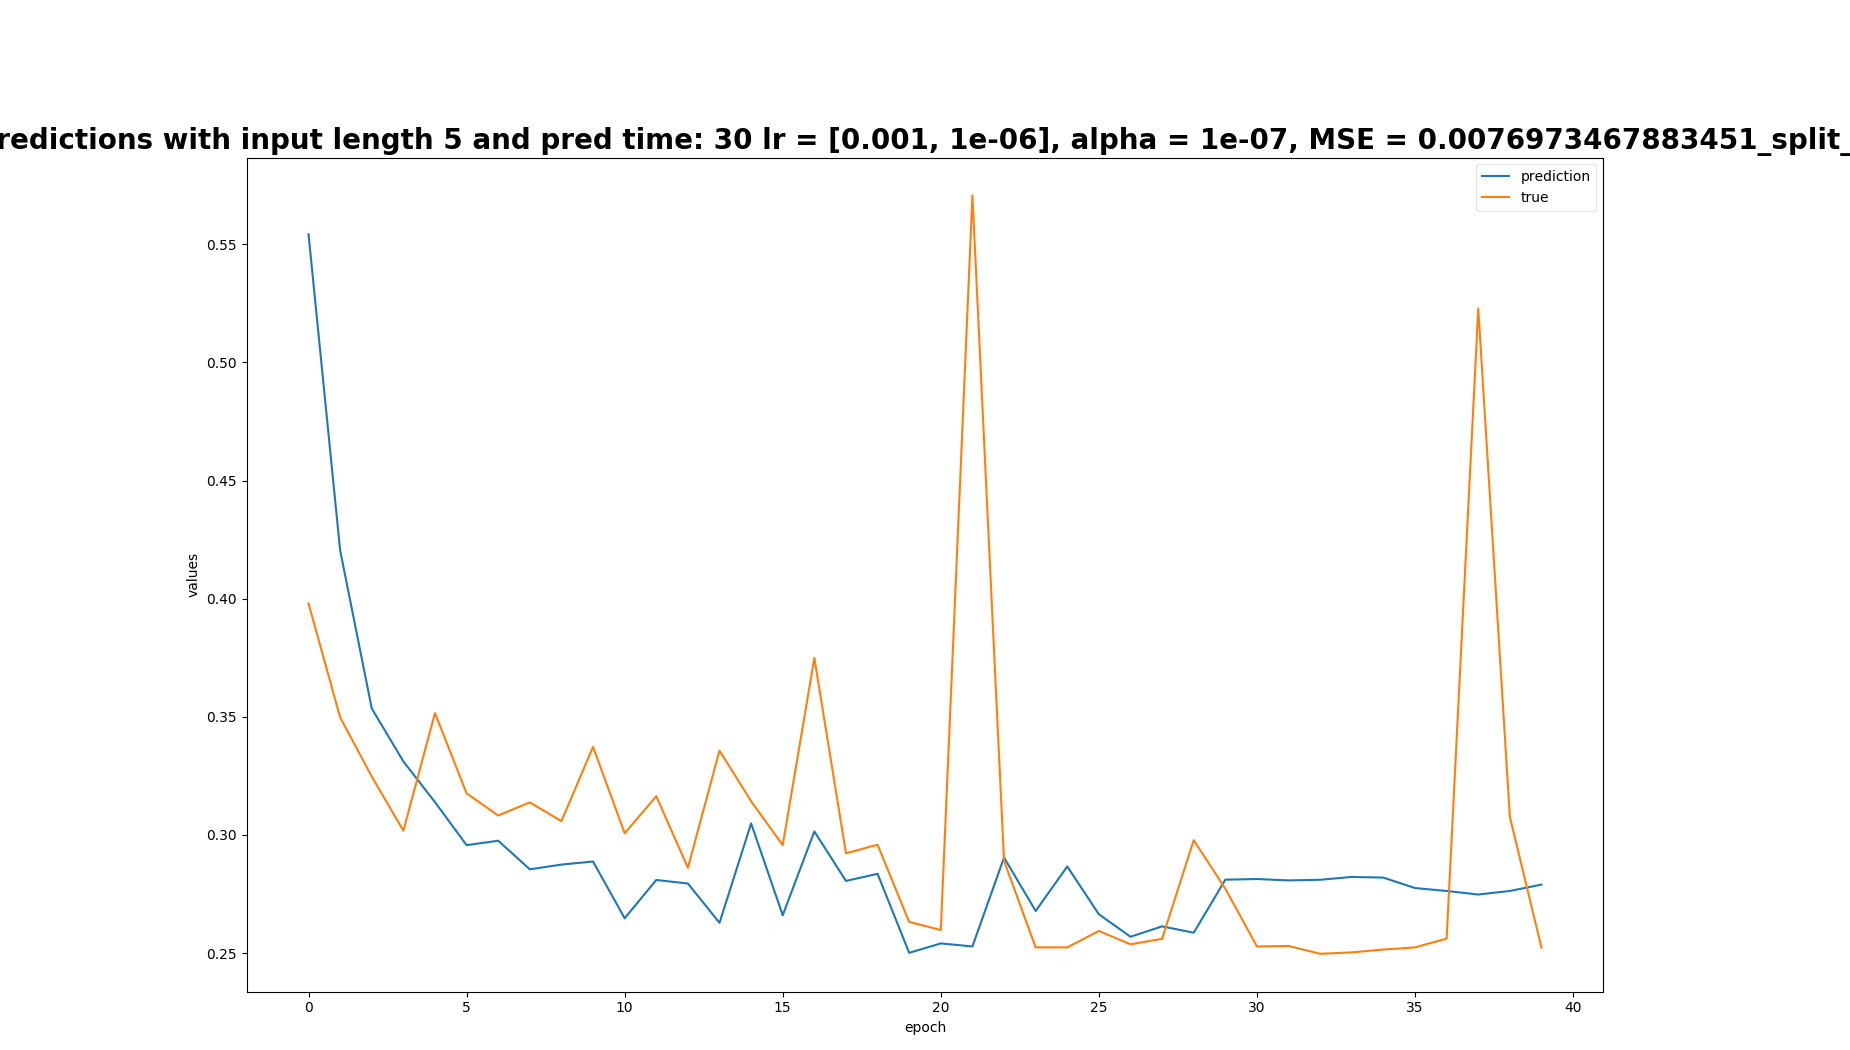 redictions with input length 5 and pred time: 30 lr = [0.001, 1e-06], alpha = 1e-07, MSE = 0.0076973467883451_split_
prediction
true
0.55
0.50
0.45
0.40
0.35
0.30
0.25
values
0 5 10 15 20 25 30 35 40
epoch